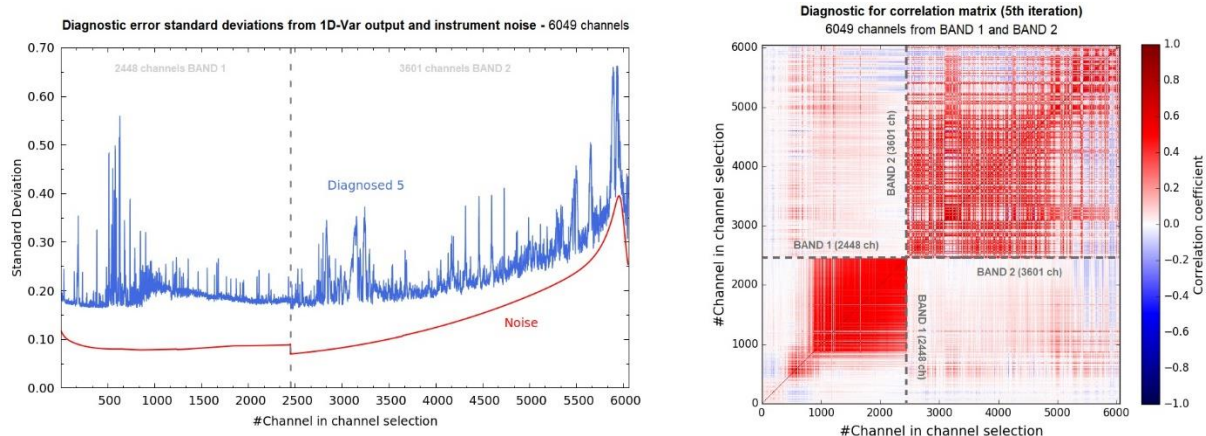 Diagnostic error standard deviations from 1D-Var output and instrument noise - 6049 channels
0.70
0.60
0.50
0.40
0.30
0.20
0.10
0.00
Standard Deviation
2448 channels BAND 1
3601 channels BAND 2
Diagnosed 5
Noise
500 1000 1500 2000 2500 3000 3500 4000 4500 5000 5500 6000
#Channel in channel selection
Diagnostic for correlation matrix (5th iteration)
6049 channels from BAND 1 and BAND 2
6000
5000
4000
3000
2000
1000
0
#Channel in channel selection
BAND 2 (3601 ch)
BAND 1 (2448 ch)
BAND 2 (3601 ch)
BAND 1 (2448 ch)
0 1000 2000 3000 4000 5000 6000
#Channel in channel selection
1.0
0.8
0.6
0.4
0.2
0.0
−0.2
−0.4
−0.6
−0.8
−1.0
Correlation coefficient